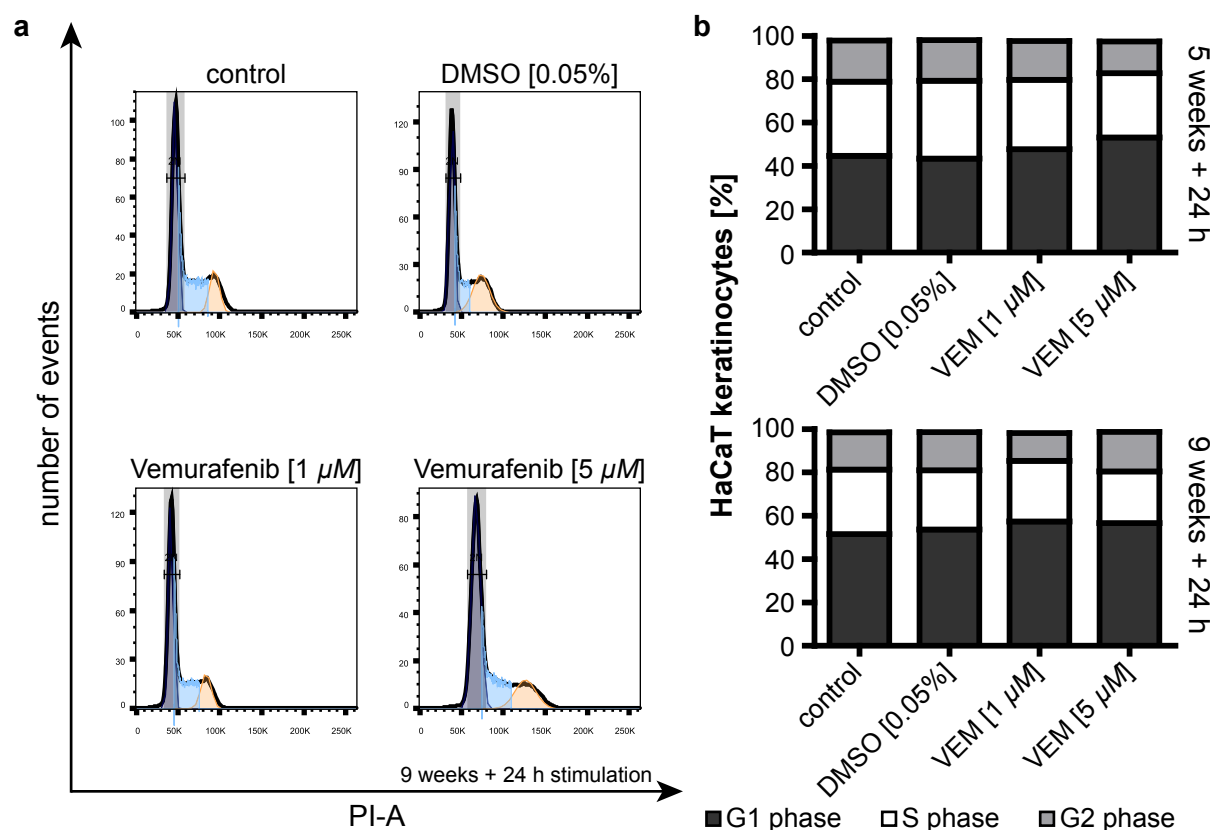 a
control
DMSO [0.05%]
100
80
60
40
20
0
0 50K 100K 150K 200K 250K
120
90
60
30
0
0 50K 100K 150K 200K 250K
Vemurafenib [1 µM]
Vemurafenib [5 µM]
120
90
60
30
0
0 50K 100K 150K 200K 250K
80
60
40
20
0
0 50K 100K 150K 200K 250K
number of events
9 weeks + 24 h stimulation
PI-A
b
HaCaT keratinocytes [%]
100
80
60
40
20
0
control
DMSO [0.05%]
VEM [1 µM]
VEM [5 µM]
5 weeks + 24 h
100
80
60
40
20
0
control
DMSO [0.05%]
VEM [1 µM]
VEM [5 µM]
9 weeks + 24 h
G1 phase S phase G2 phase